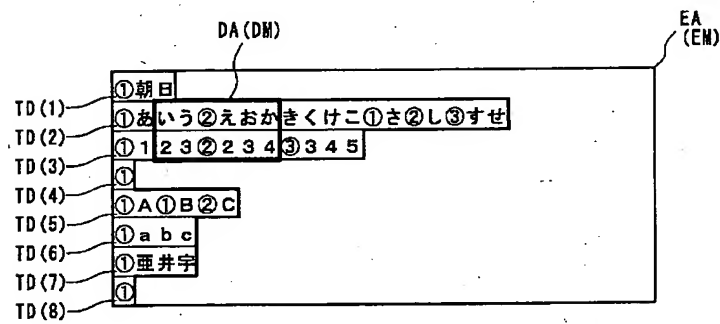 DA(DM)
EA
(EM)
TD(1) ①朝日
TD(2) ①あいう②えおかきくけこ①さ②し③すせ
TD(3) ①123②234③345
TD(4) ①
TD(5) ①A①B②C
TD(6) ①abc
TD(7) ①亜井宇
TD(8) ①